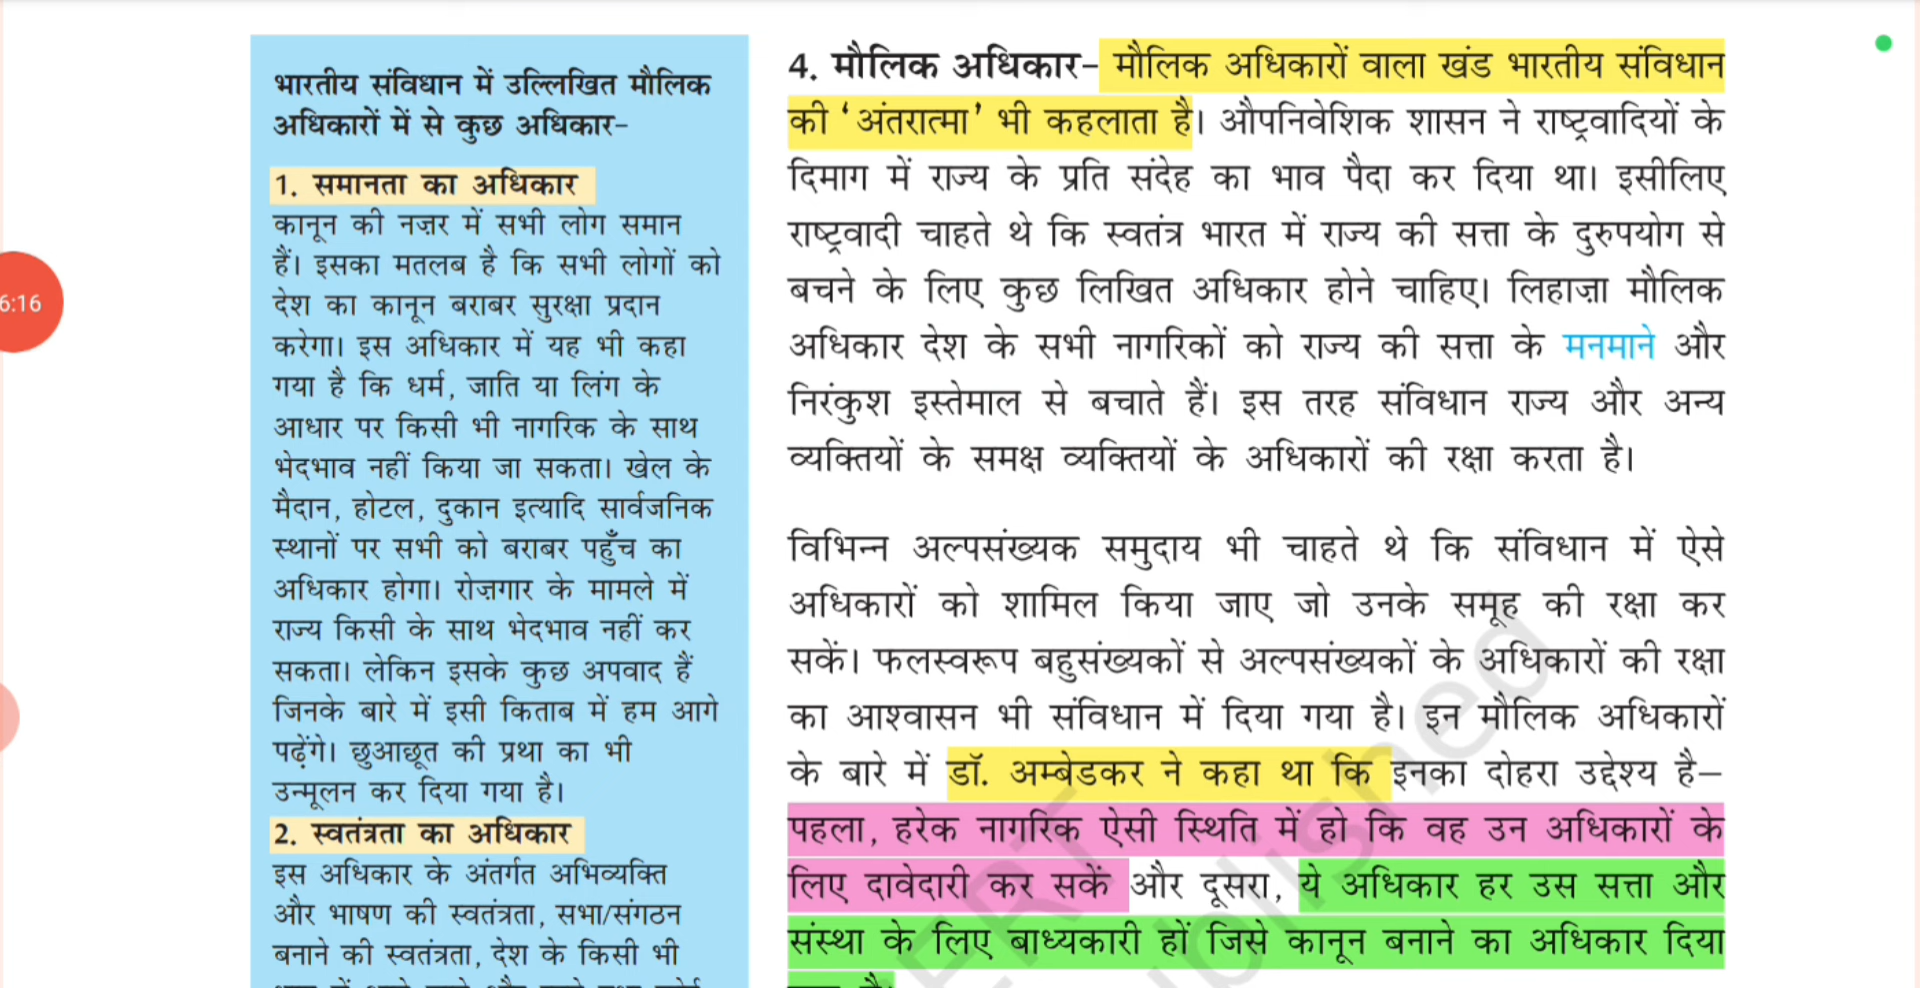 भारतीय संविधान में उल्लिखित मौलिक
अधिकारों में से कुछ अधिकार–
1. समानता का अधिकार
कानून की नज़र में सभी लोग समान
हैं। इसका मतलब है कि सभी लोगों को
देश का कानून बराबर सुरक्षा प्रदान
करेगा। इस अधिकार में यह भी कहा
गया है कि धर्म, जाति या लिंग के
आधार पर किसी भी नागरिक के साथ
भेदभाव नहीं किया जा सकता। खेल के
मैदान, होटल, दुकान इत्यादि सार्वजनिक
स्थानों पर सभी को बराबर पहुँच का
अधिकार होगा। रोज़गार के मामले में
राज्य किसी के साथ भेदभाव नहीं कर
सकता। लेकिन इसके कुछ अपवाद हैं
जिनके बारे में इसी किताब में हम आगे
पढ़ेंगे। छुआछूत की प्रथा का भी
उन्मूलन कर दिया गया है।
2. स्वतंत्रता का अधिकार
इस अधिकार के अंतर्गत अभिव्यक्ति
और भाषण की स्वतंत्रता, सभा/संगठन
बनाने की स्वतंत्रता, देश के किसी भी
4. मौलिक अधिकार– मौलिक अधिकारों वाला खंड भारतीय संविधान
की ‘अंतरात्मा’ भी कहलाता है। औपनिवेशिक शासन ने राष्ट्रवादियों के
दिमाग में राज्य के प्रति संदेह का भाव पैदा कर दिया था। इसीलिए
राष्ट्रवादी चाहते थे कि स्वतंत्र भारत में राज्य की सत्ता के दुरुपयोग से
बचने के लिए कुछ लिखित अधिकार होने चाहिए। लिहाज़ा मौलिक
अधिकार देश के सभी नागरिकों को राज्य की सत्ता के मनमाने और
निरंकुश इस्तेमाल से बचाते हैं। इस तरह संविधान राज्य और अन्य
व्यक्तियों के समक्ष व्यक्तियों के अधिकारों की रक्षा करता है।
विभिन्न अल्पसंख्यक समुदाय भी चाहते थे कि संविधान में ऐसे
अधिकारों को शामिल किया जाए जो उनके समूह की रक्षा कर
सकें। फलस्वरूप बहुसंख्यकों से अल्पसंख्यकों के अधिकारों की रक्षा
का आश्वासन भी संविधान में दिया गया है। इन मौलिक अधिकारों
के बारे में डॉ. अम्बेडकर ने कहा था कि इनका दोहरा उद्देश्य है–
पहला, हरेक नागरिक ऐसी स्थिति में हो कि वह उन अधिकारों के
लिए दावेदारी कर सकें और दूसरा, ये अधिकार हर उस सत्ता और
संस्था के लिए बाध्यकारी हों जिसे कानून बनाने का अधिकार दिया
6:16